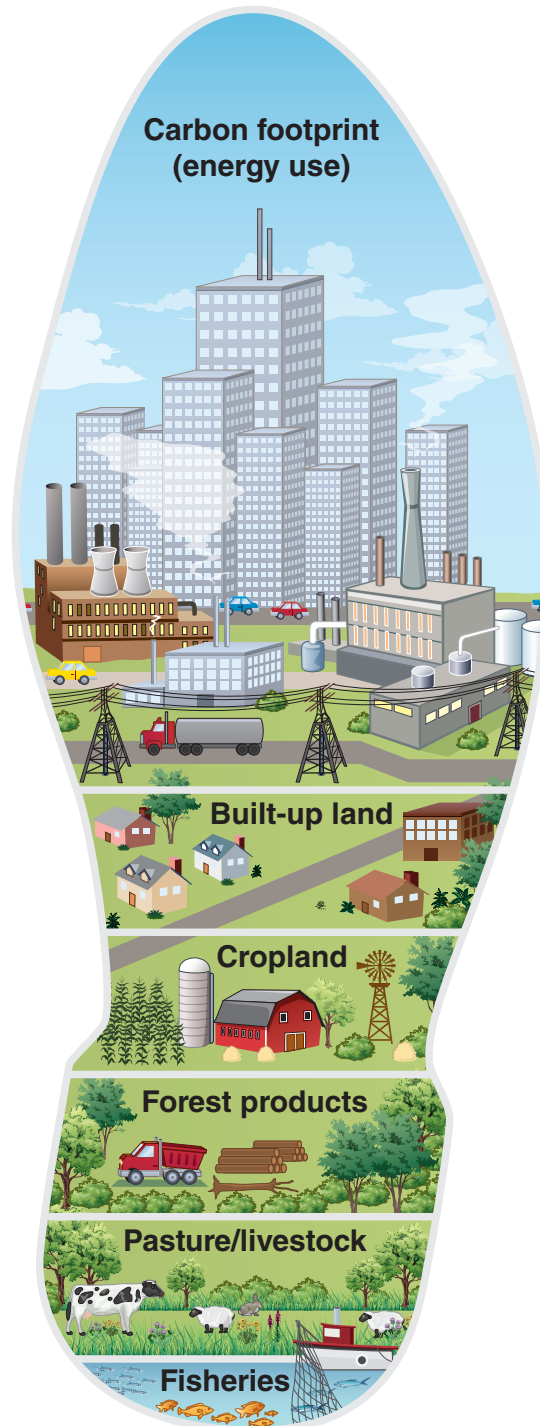 Carbon footprint
(energy use)
Built-up land
Cropland
Forest products
Pasture/livestock
Fisheries